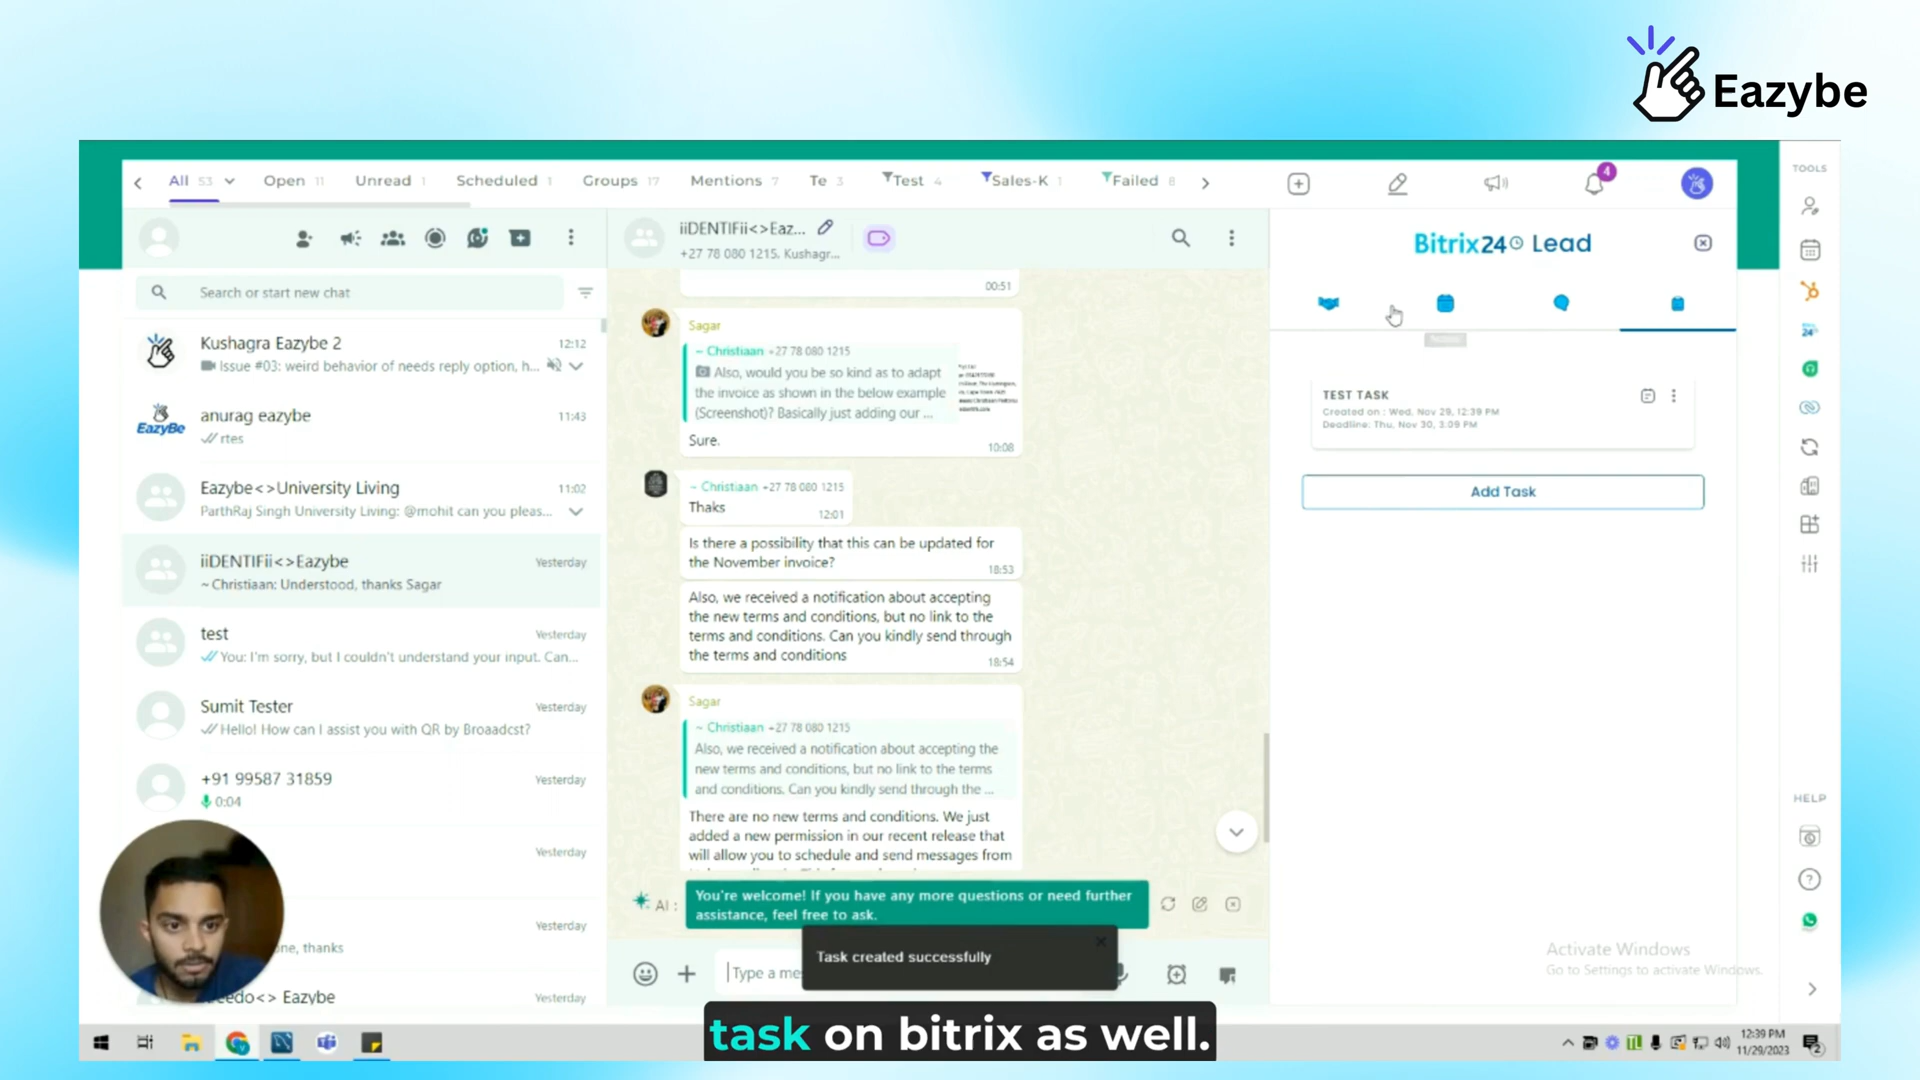 Eazybe
All 53
Open 11
Unread 1
Scheduled 1
Groups 17
Mentions 7
Te 3
Test 4
Sales-K 1
Failed 8
4
TOOLS
Search or start new chat
Kushagra Eazybe 2
12:12
Issue #03: weird behavior of needs reply option, h...
anurag eazybe
11:43
rtes
EazyBe
Eazybe<>University Living
11:02
ParthRaj Singh University Living: @mohit can you pleas...
iiDENTIFii<>Eazybe
Yesterday
~ Christiaan: Understood, thanks Sagar
test
Yesterday
You: I'm sorry, but I couldn't understand your input. Can...
Sumit Tester
Yesterday
Hello! How can I assist you with QR by Broaadcst?
+91 99587 31859
Yesterday
0:04
Yesterday
Yesterday
one, thanks
edo<> Eazybe
Yesterday
iiDENTIFii<>Eaz...
+27 78 080 1215, Kushagr...
00:51
Sagar
~ Christiaan +27 78 080 1215
Also, would you be so kind as to adapt
the invoice as shown in the below example
(Screenshot)? Basically just adding our ...
Sure.
10:08
~ Christiaan +27 78 080 1215
Thaks
12:01
Is there a possibility that this can be updated for
the November invoice?
18:53
Also, we received a notification about accepting
the new terms and conditions, but no link to the
terms and conditions. Can you kindly send through
the terms and conditions
18:54
Sagar
~ Christiaan +27 78 080 1215
Also, we received a notification about accepting the
new terms and conditions, but no link to the terms
and conditions. Can you kindly send through the ...
There are no new terms and conditions. We just
added a new permission in our recent release that
will allow you to schedule and send messages from
AI :
You're welcome! If you have any more questions or need further
assistance, feel free to ask.
Type a me
Task created successfully
Bitrix24 Lead
TEST TASK
Created on : Wed, Nov 29, 12:39 PM
Deadline: Thu, Nov 30, 3:09 PM
Add Task
HELP
Activate Windows
Go to Settings to activate Windows.
task on bitrix as well.
12:39 PM
11/29/2023
2